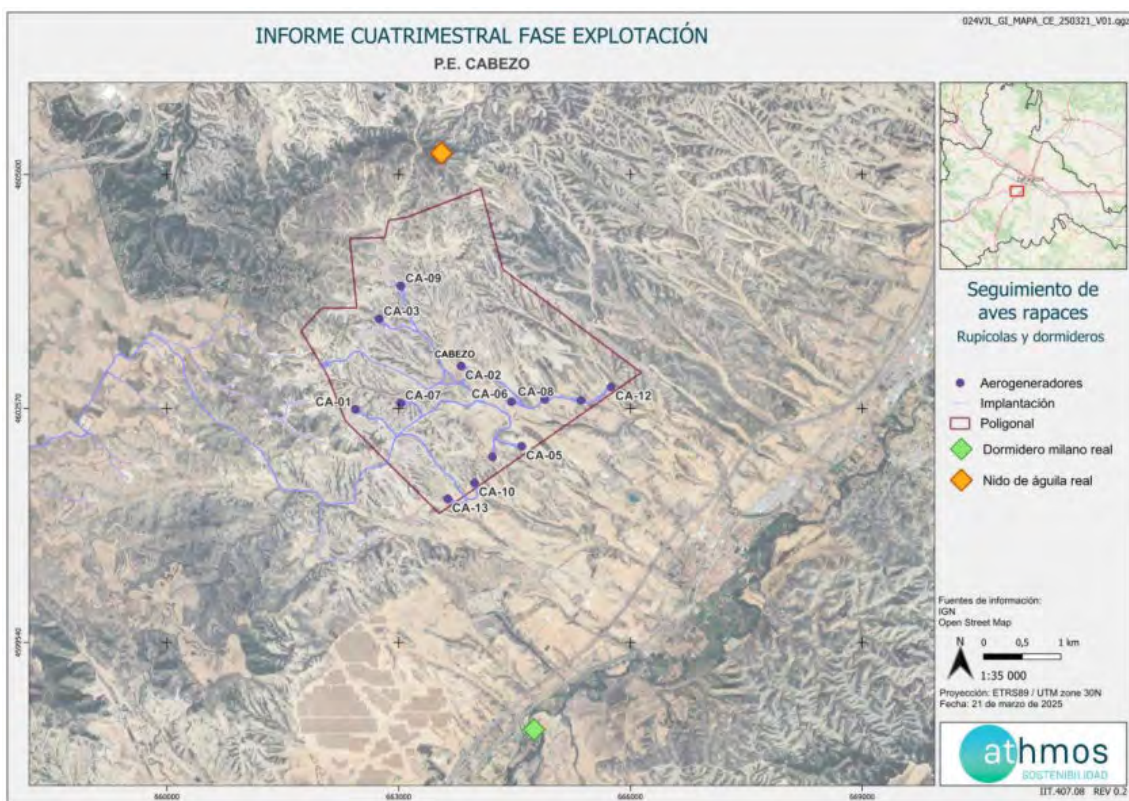 024VJL_GI_MAPA_CE_250321_V01.qgz
INFORME CUATRIMESTRAL FASE EXPLOTACIÓN
P.E. CABEZO
4605600
4602570
4599540
CA-09
CA-03
CABEZO
CA-02
CA-01
CA-07
CA-06
CA-08
CA-12
CA-05
CA-10
CA-13
660000
663000
666000
669000
Seguimiento de
aves rapaces
Rupícolas y dormideros
Aerogeneradores
Implantación
Poligonal
Dormidero milano real
Nido de águila real
Fuentes de información:
IGN
Open Street Map
N
0 0,5 1 km
1:35 000
Proyección: ETRS89 / UTM zone 30N
Fecha: 21 de marzo de 2025
athmos
SOSTENIBILIDAD
IIT.407.08 REV 0.2